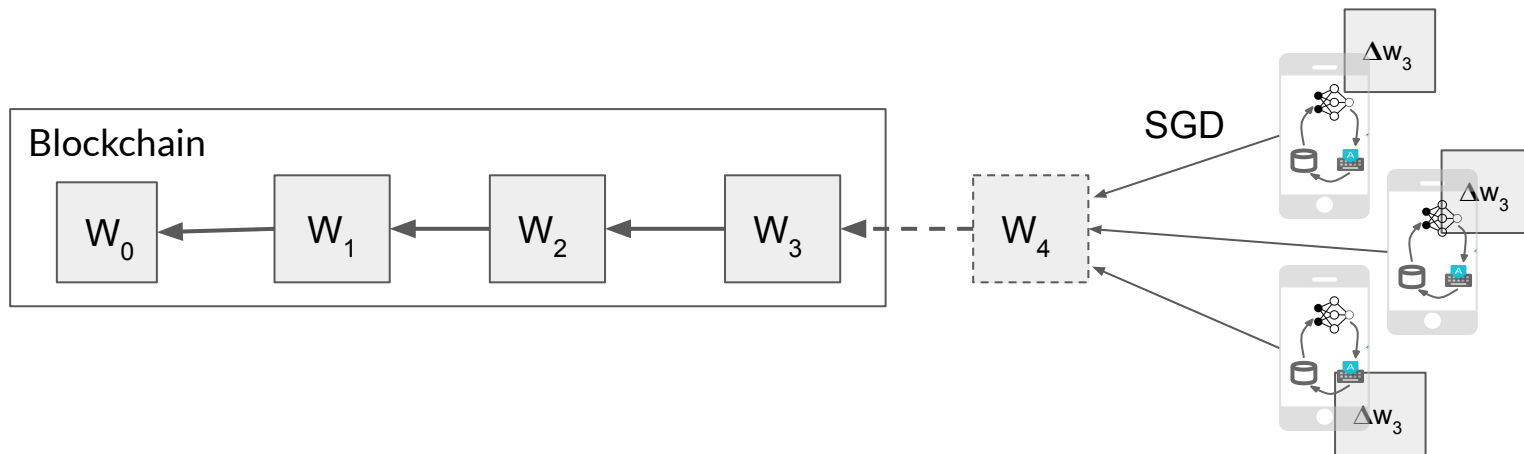 Blockchain
W₀
W₁
W₂
W₃
W₄
SGD
Δw₃
Δw₃
Δw₃
A
A
A